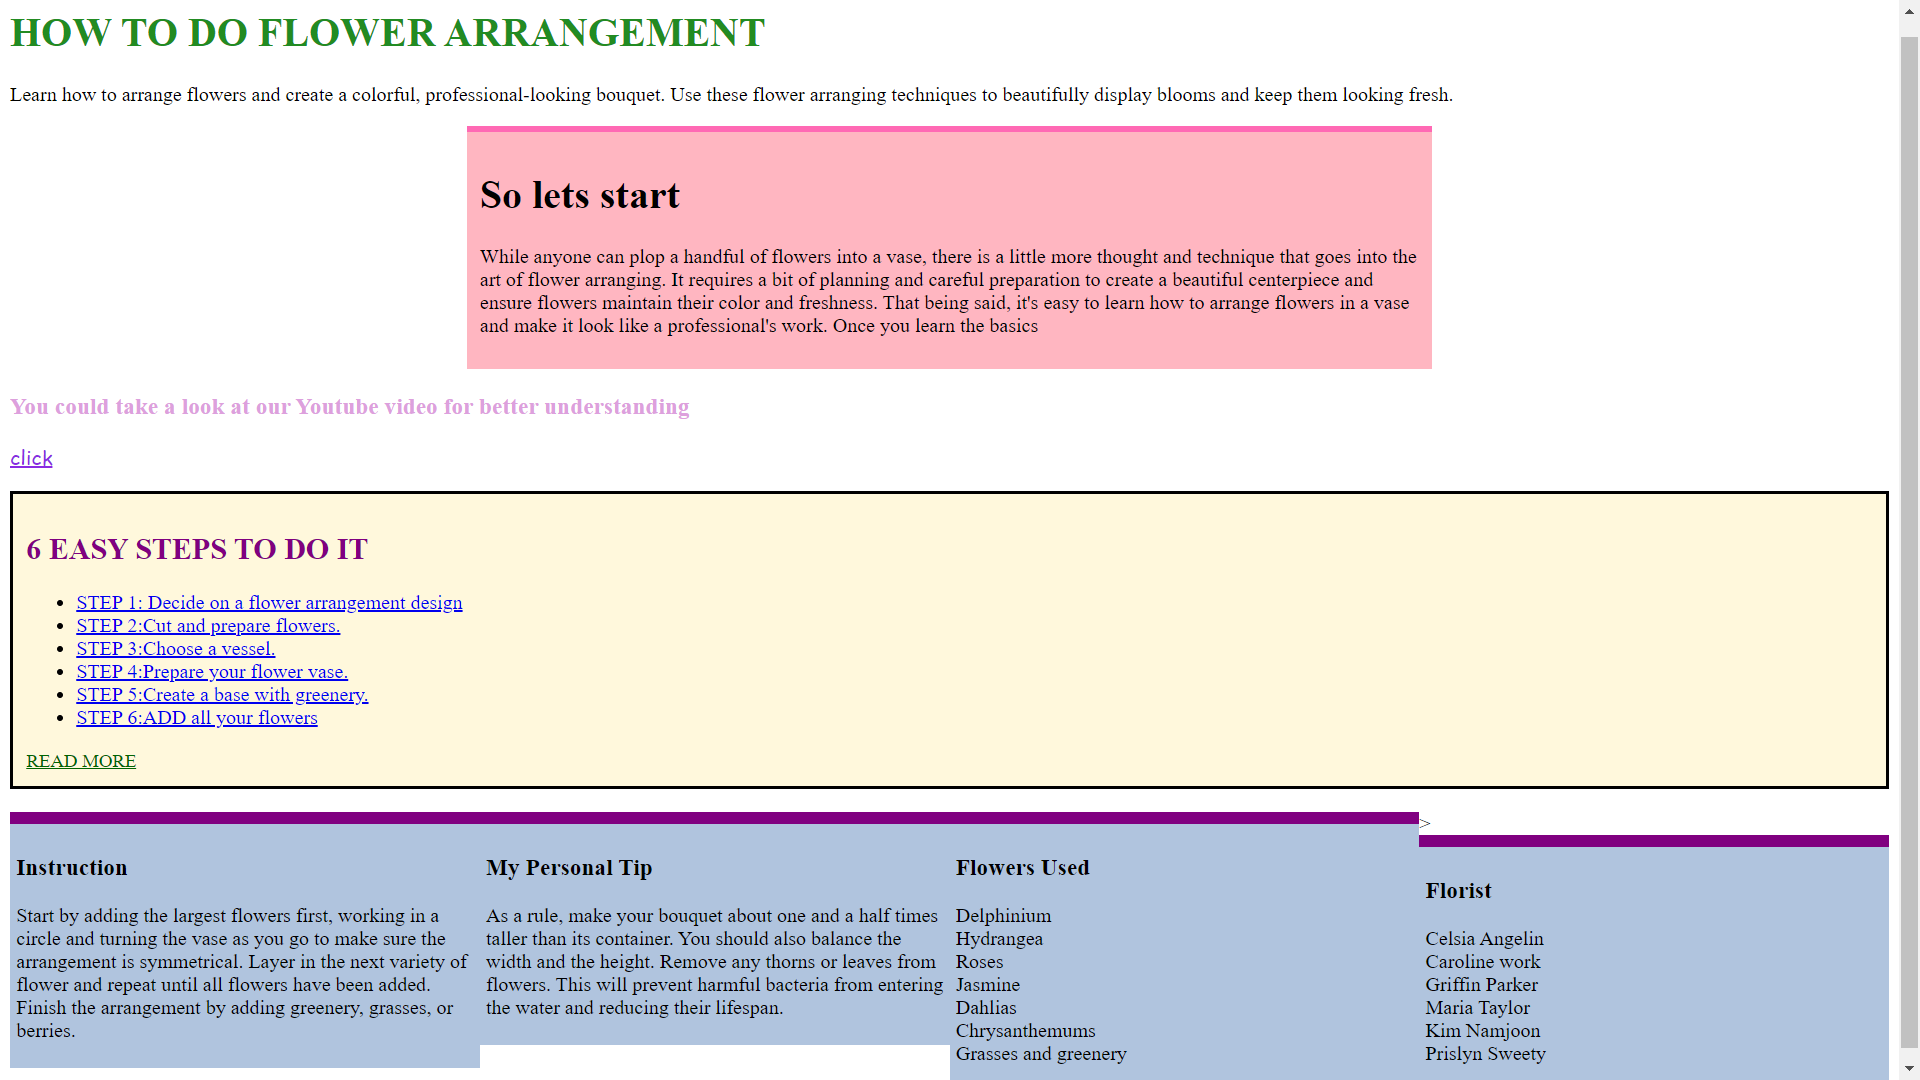 HOW TO DO FLOWER ARRANGEMENT
Learn how to arrange flowers and create a colorful, professional-looking bouquet. Use these flower arranging techniques to beautifully display blooms and keep them looking fresh.
So lets start
While anyone can plop a handful of flowers into a vase, there is a little more thought and technique that goes into the
art of flower arranging. It requires a bit of planning and careful preparation to create a beautiful centerpiece and
ensure flowers maintain their color and freshness. That being said, it's easy to learn how to arrange flowers in a vase
and make it look like a professional's work. Once you learn the basics
You could take a look at our Youtube video for better understanding
click
6 EASY STEPS TO DO IT
• STEP 1: Decide on a flower arrangement design
• STEP 2:Cut and prepare flowers.
• STEP 3:Choose a vessel.
• STEP 4:Prepare your flower vase.
• STEP 5:Create a base with greenery.
• STEP 6:ADD all your flowers
READ MORE
Instruction
Start by adding the largest flowers first, working in a
circle and turning the vase as you go to make sure the
arrangement is symmetrical. Layer in the next variety of
flower and repeat until all flowers have been added.
Finish the arrangement by adding greenery, grasses, or
berries.
My Personal Tip
As a rule, make your bouquet about one and a half times
taller than its container. You should also balance the
width and the height. Remove any thorns or leaves from
flowers. This will prevent harmful bacteria from entering
the water and reducing their lifespan.
Flowers Used
Delphinium
Hydrangea
Roses
Jasmine
Dahlias
Chrysanthemums
Grasses and greenery
>
Florist
Celsia Angelin
Caroline work
Griffin Parker
Maria Taylor
Kim Namjoon
Prislyn Sweety